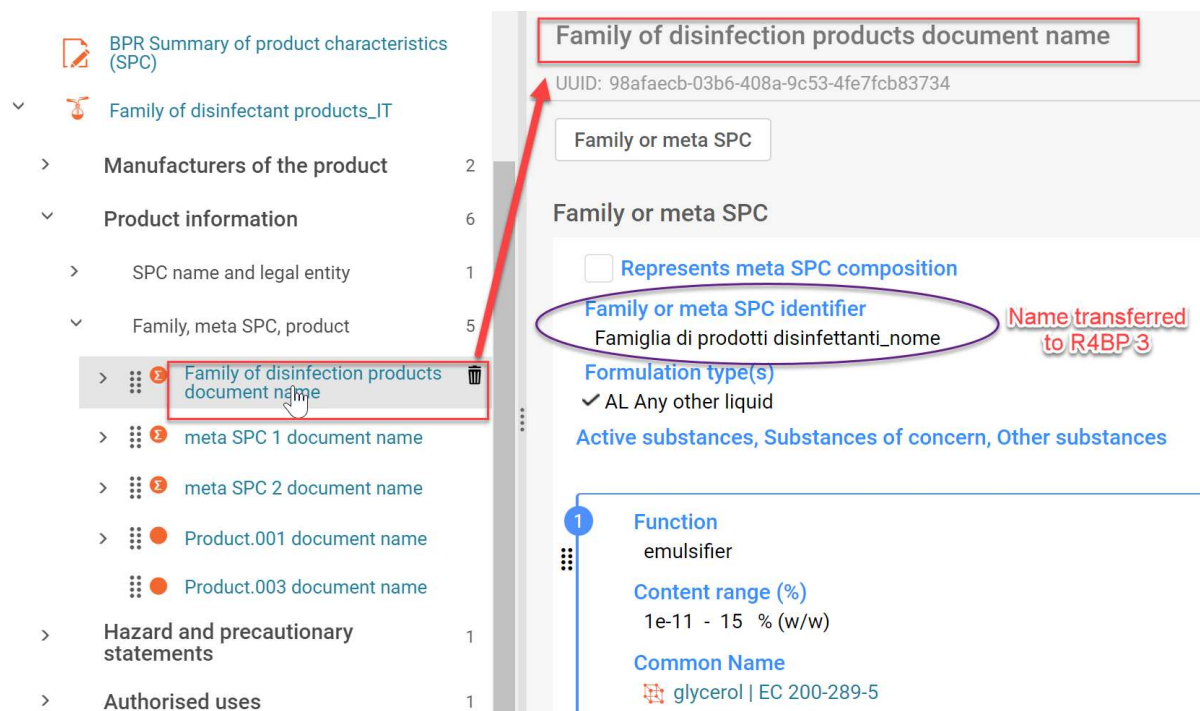 BPR Summary of product characteristics
(SPC)
Family of disinfectant products_IT
Manufacturers of the product 2
Product information 6
SPC name and legal entity 1
Family, meta SPC, product 5
Family of disinfection products
document name
meta SPC 1 document name
meta SPC 2 document name
Product.001 document name
Product.003 document name
Hazard and precautionary 1
statements
Authorised uses 1
Family of disinfection products document name
UUID: 98afaecb-03b6-408a-9c53-4fe7fcb83734
Family or meta SPC
Family or meta SPC
Represents meta SPC composition
Family or meta SPC identifier
Famiglia di prodotti disinfettanti_nome
Name transferred
to R4BP 3
Formulation type(s)
AL Any other liquid
Active substances, Substances of concern, Other substances
1
Function
emulsifier
Content range (%)
1e-11 - 15 % (w/w)
Common Name
glycerol | EC 200-289-5